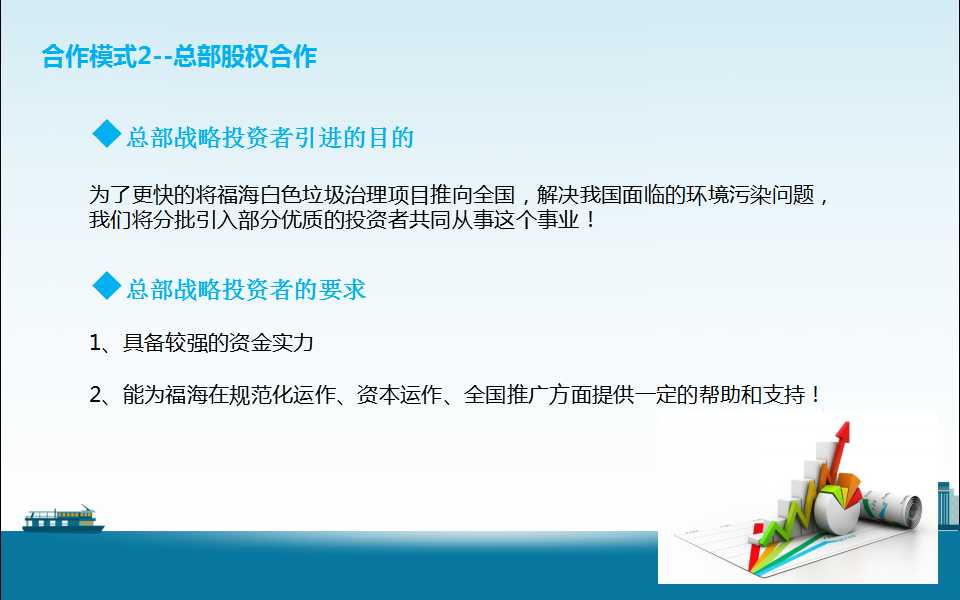 合作模式2--总部股权合作
总部战略投资者引进的目的
为了更快的将福海白色垃圾治理项目推向全国，解决我国面临的环境污染问题，
我们将分批引入部分优质的投资者共同从事这个事业！
总部战略投资者的要求
1、具备较强的资金实力
2、能为福海在规范化运作、资本运作、全国推广方面提供一定的帮助和支持！